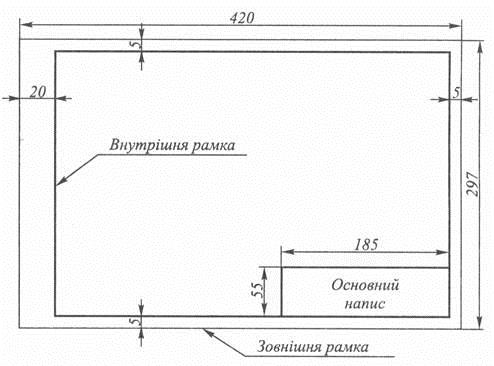 420
5
20
5
Внутрішня рамка
297
185
55
Основний
напис
5
Зовнішня рамка